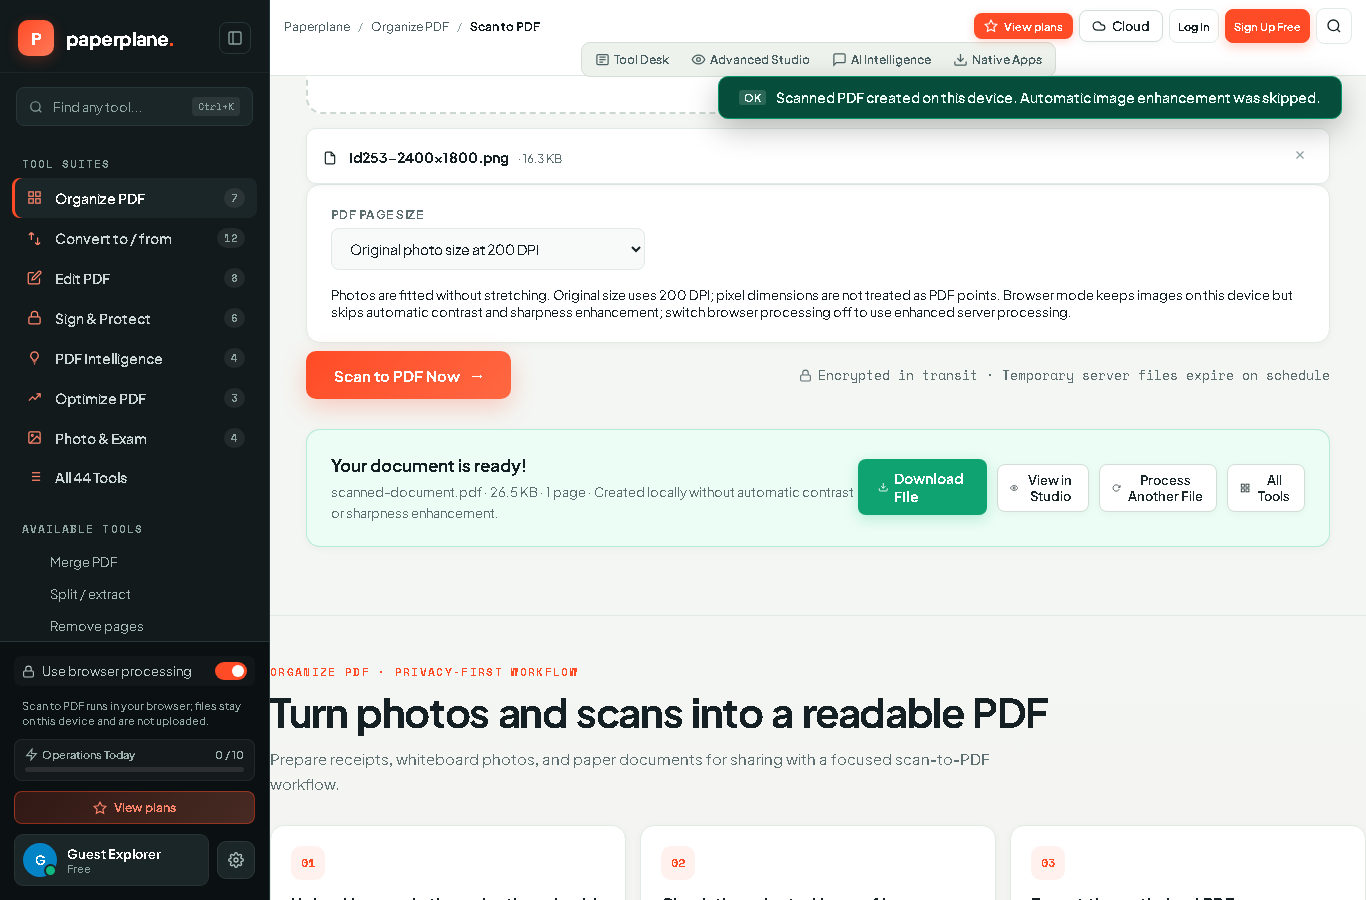 P paperplane.
Find any tool... Ctrl+K
TOOL SUITES
Organize PDF 7
Convert to / from 12
Edit PDF 8
Sign & Protect 6
PDF Intelligence 4
Optimize PDF 3
Photo & Exam 4
All 44 Tools
AVAILABLE TOOLS
Merge PDF
Split / extract
Remove pages
Use browser processing
Scan to PDF runs in your browser; files stay
on this device and are not uploaded.
Operations Today 0 / 10
View plans
G Guest Explorer
Free
Paperplane / Organize PDF / Scan to PDF
View plans Cloud Log In Sign Up Free
Tool Desk Advanced Studio AI Intelligence Native Apps
OK Scanned PDF created on this device. Automatic image enhancement was skipped.
ld253-2400x1800.png · 16.3 KB ×
PDF PAGE SIZE
Original photo size at 200 DPI
Photos are fitted without stretching. Original size uses 200 DPI; pixel dimensions are not treated as PDF points. Browser mode keeps images on this device but
skips automatic contrast and sharpness enhancement; switch browser processing off to use enhanced server processing.
Scan to PDF Now →
Encrypted in transit · Temporary server files expire on schedule
Your document is ready!
scanned-document.pdf · 26.5 KB · 1 page · Created locally without automatic contrast
or sharpness enhancement.
Download
File
View in
Studio
Process
Another File
All
Tools
ORGANIZE PDF · PRIVACY-FIRST WORKFLOW
Turn photos and scans into a readable PDF
Prepare receipts, whiteboard photos, and paper documents for sharing with a focused scan-to-PDF
workflow.
01 02 03